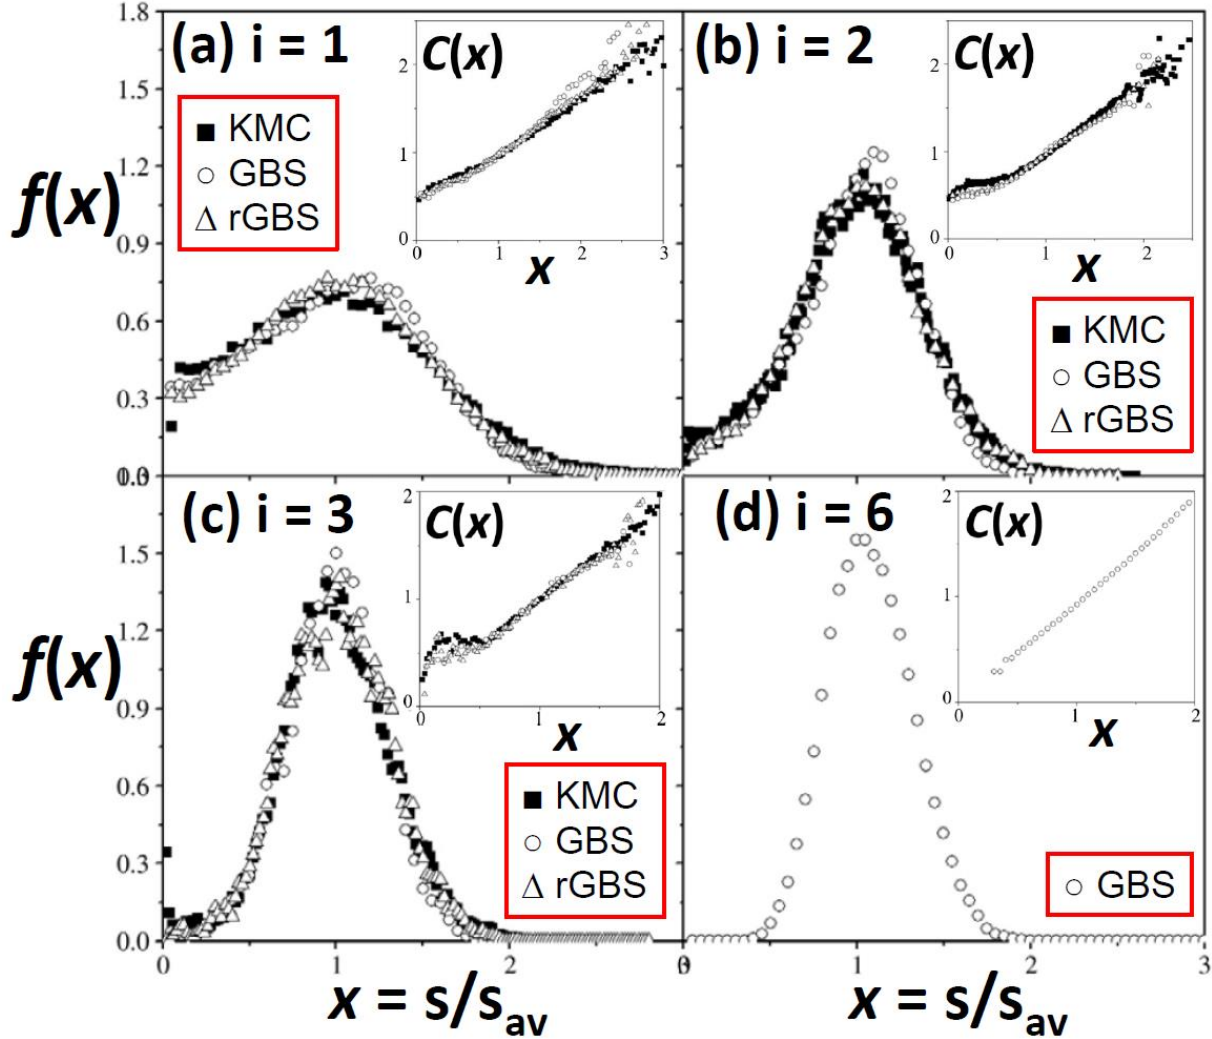 (a) i = 1
C(x)
2
1
0
0
1
2
3
x
KMC
GBS
rGBS
f(x)
1.8
1.5
1.2
0.9
0.6
0.3
(b) i = 2
C(x)
2
1
0
0
1
2
x
KMC
GBS
rGBS
(c) i = 3
C(x)
2
1
0
0
1
2
x
KMC
GBS
rGBS
f(x)
1.5
1.2
0.9
0.6
0.3
0.0
0
1
2
x = s/sav
(d) i = 6
C(x)
2
1
0
0
1
2
x
GBS
1
2
3
x = s/sav